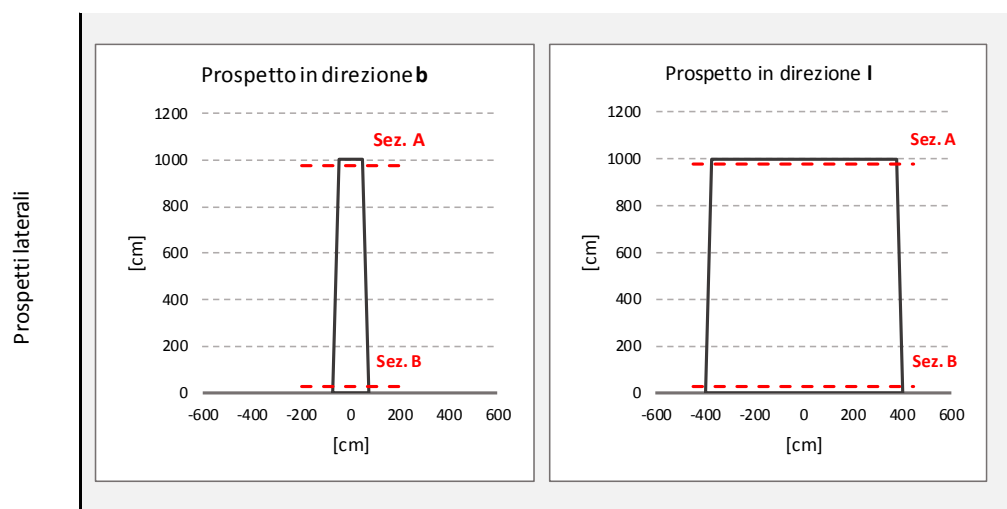 Prospetti laterali
Prospetto in direzione b
1200
1000
800
600
400
200
0
[cm]
Sez. A
Sez. B
-600 -400 -200 0 200 400 600
[cm]
Prospetto in direzione l
1200
1000
800
600
400
200
0
[cm]
Sez. A
Sez. B
-600 -400 -200 0 200 400 600
[cm]